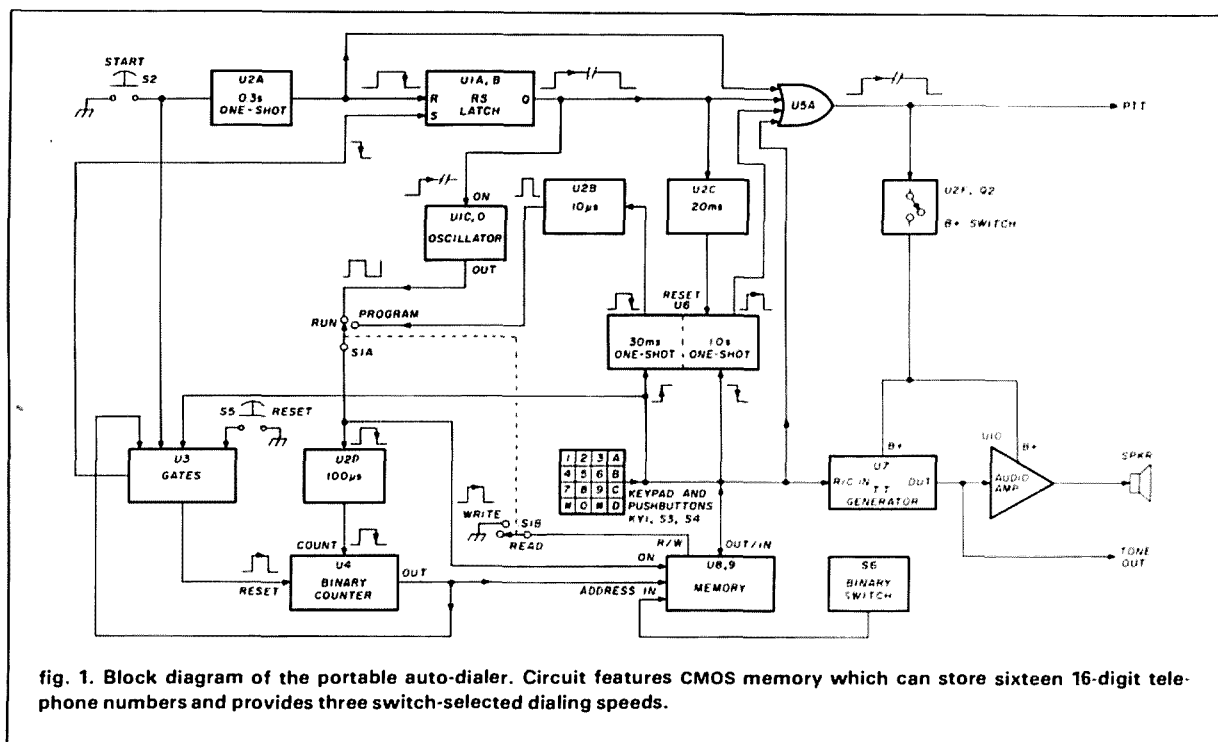 START
S2
U2A
0.3s
ONE-SHOT
U1A, B
R
RS
Q
S
LATCH
U5A
PTT
ON
U1C, D
OSCILLATOR
OUT
U2B
10µs
U2C
20ms
U2F, Q2
B+ SWITCH
RUN
PROGRAM
S1A
RESET
U6
30ms
ONE-SHOT
10s
ONE-SHOT
S5
RESET
U3
GATES
U2D
100µs
1 2 3 A
4 5 6 B
7 8 9 C
0 # D
KEYPAD AND
PUSHBUTTONS
KY1, S3, S4
B+
U7
R/C IN
T.T.
OUT
GENERATOR
U10
B+
AUDIO
AMP
SPKR
WRITE
S1B
READ
R/W
OUT/IN
TONE
OUT
COUNT
U4
BINARY
COUNTER
OUT
RESET
ON
ADDRESS IN
U8,9
MEMORY
S6
BINARY
SWITCH
fig. 1. Block diagram of the portable auto-dialer. Circuit features CMOS memory which can store sixteen 16-digit tele-
phone numbers and provides three switch-selected dialing speeds.